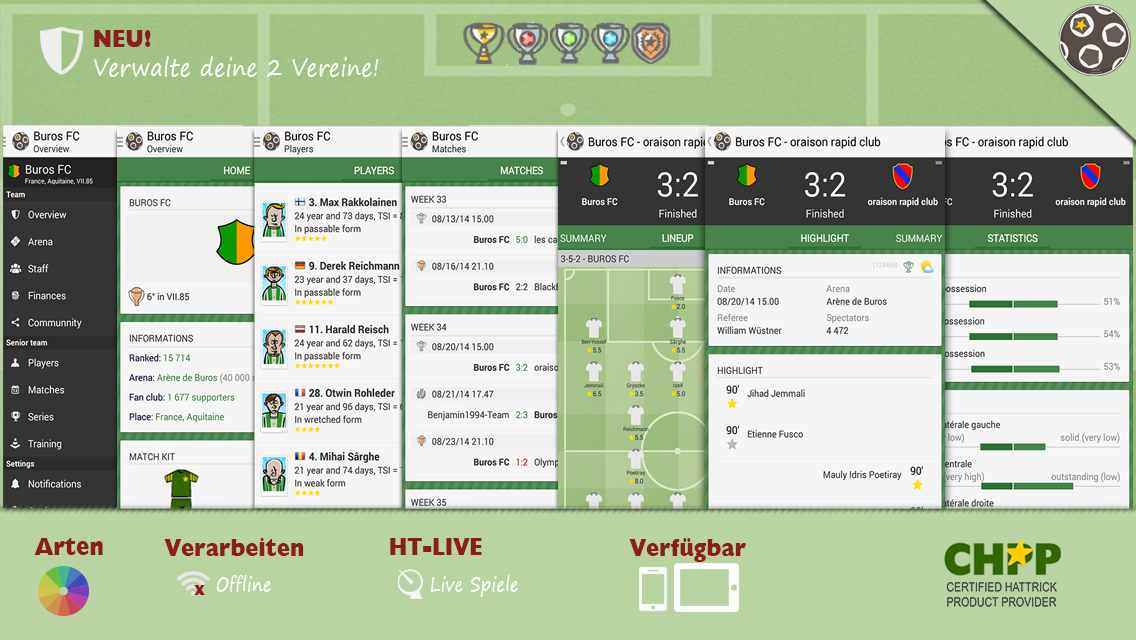 NEU!
Verwalte deine 2 Vereine!
Buros FC
Overview
Buros FC
France, Aquitaine, VII.85
Team
Overview
Arena
Staff
Finances
Communnity
Senior team
Players
Matches
Series
Training
Settings
Notifications
Buros FC
Overview
HOME
BUROS FC
6° in VII.85
INFORMATIONS
Ranked: 15 714
Arena: Arène de Buros (40 000
Fan club: 1 677 supporters
Place: France, Aquitaine
MATCH KIT
Buros FC
Players
PLAYERS
3. Max Rakkolainen
24 year and 73 days, TSI =
In passable form
9. Derek Reichmann
23 year and 37 days, TSI =
In passable form
11. Harald Reisch
24 year and 62 days, TSI =
In passable form
28. Otwin Rohleder
21 year and 96 days, TSI =
In wretched form
4. Mihai Sârghe
21 year and 74 days, TSI =
In weak form
Buros FC
Matches
MATCHES
WEEK 33
08/13/14 15.00
Buros FC 5:0 les ca
08/16/14 21.10
Buros FC 2:2 Blackl
WEEK 34
08/20/14 15.00
Buros FC 3:2 oraiso
08/21/14 17.47
Benjamin1994-Team 2:3 Buros
08/23/14 21.10
Buros FC 1:2 Olymp
WEEK 35
Buros FC - oraison rapi
3:2
Buros FC
Finished
SUMMARY LINEUP
3-5-2 - BUROS FC
Fusco
2.0
Ben-Yossef Sârghe
5.5 5.5
Jemmali Gryszko Iosif
6.5 3.5 5.0
Reichmann
5.5
Poetiray
8.0
Buros FC - oraison rapid club
3:2
Buros FC Finished oraison rapid club
HIGHLIGHT SUMMARY
INFORMATIONS (123456)
Date Arena
08/20/14 15.00 Arène de Buros
Referee Spectators
William Wüstner 4 472
HIGHLIGHT
90' Jihad Jemmali
90' Etienne Fusco
Mauly Idris Poetiray 90'
os FC - oraison rapid club
3:2
Finished oraison rapid club
STATISTICS
ossession
51%
ossession
54%
ossession
53%
atérale gauche
low) solid (very low)
entrale
very high) outstanding (low)
atérale droite
Arten
Verarbeiten
Offline
HT-LIVE
Live Spiele
Verfügbar
CHPP
CERTIFIED HATTRICK
PRODUCT PROVIDER